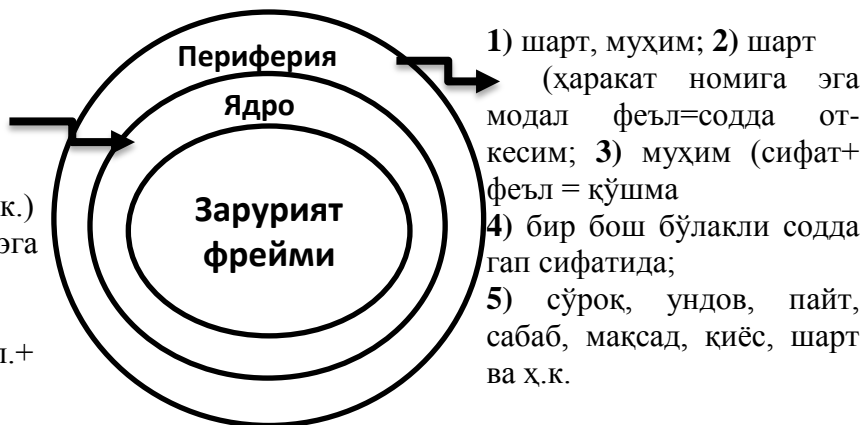 Периферия
Ядро
Зарурият
фрейми
к.)
эга
л.+
1) шарт, муҳим; 2) шарт
(ҳаракат номига эга
модал феъл=содда от-
кесим; 3) муҳим (сифат+
феъл = қўшма
4) бир бош бўлакли содда
гап сифатида;
5) сўроқ, ундов, пайт,
сабаб, мақсад, қиёс, шарт
ва ҳ.к.